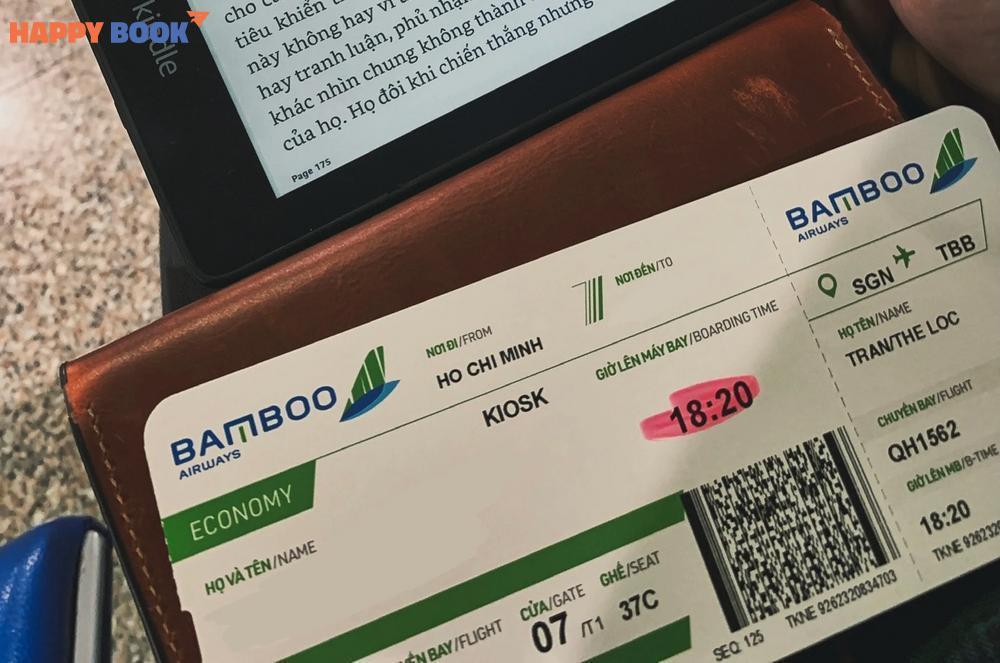 HAPPY BOOK
kindle
cho
tiêu khiển
này không hay vì
hay tranh luận, phủ nhận
khác nhìn chung không thành
của họ. Họ đôi khi chiến thắng nhưng
Page 175
BAMBOO
AIRWAYS
NƠI ĐI/FROM
HO CHI MINH
NƠI ĐẾN/TO
KIOSK
GIỜ LÊN MÁY BAY/BOARDING TIME
18:20
ECONOMY
HỌ VÀ TÊN/NAME
BAY/FLIGHT
CỬA/GATE
07 /T1
GHẾ/SEAT
37C
SEQ 125
TKNE 9262320834703
BAMBOO
AIRWAYS
SGN TBB
HỌ TÊN/NAME
TRAN/THE LOC
CHUYẾN BAY/FLIGHT
QH1562
GIỜ LÊN MB/B-TIME
18:20
TKNE